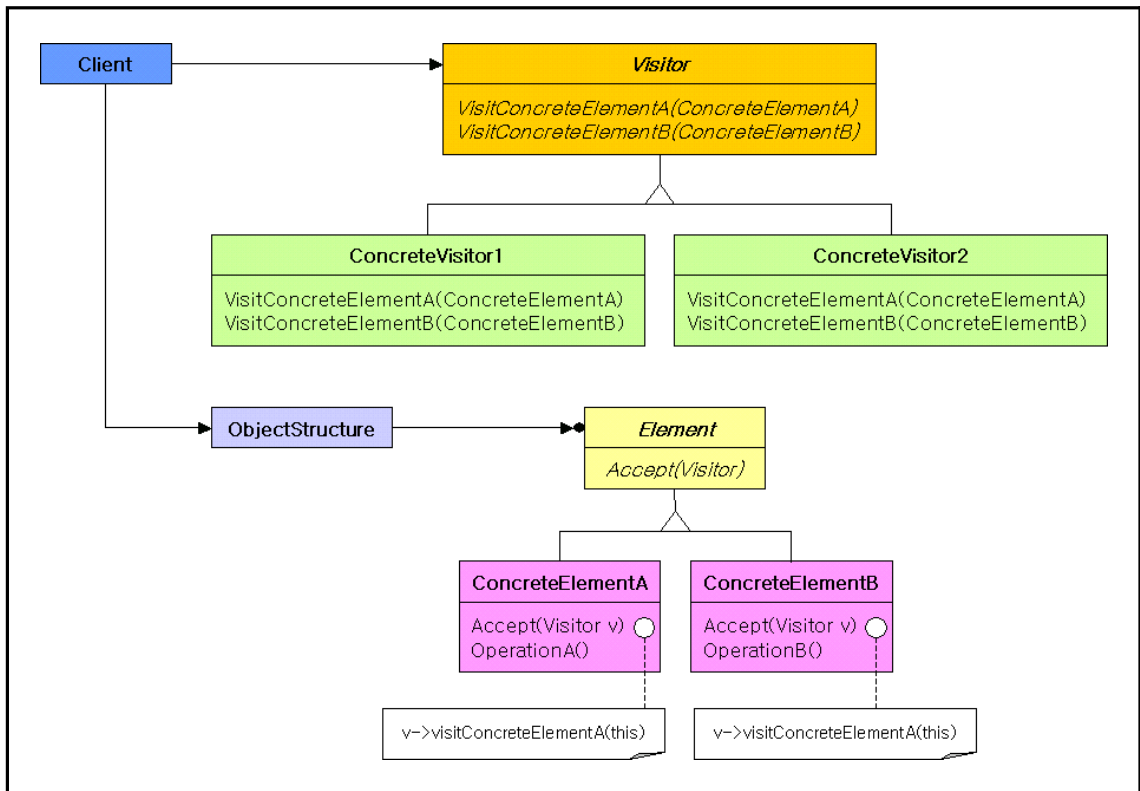 Client
Visitor
VisitConcreteElementA(ConcreteElementA)
VisitConcreteElementB(ConcreteElementB)
ConcreteVisitor1
VisitConcreteElementA(ConcreteElementA)
VisitConcreteElementB(ConcreteElementB)
ConcreteVisitor2
VisitConcreteElementA(ConcreteElementA)
VisitConcreteElementB(ConcreteElementB)
ObjectStructure
Element
Accept(Visitor)
ConcreteElementA
Accept(Visitor v)
OperationA()
ConcreteElementB
Accept(Visitor v)
OperationB()
v->visitConcreteElementA(this)
v->visitConcreteElementA(this)